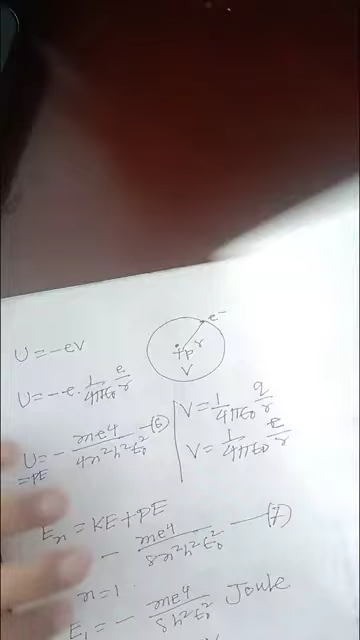 e⁻
+p r
V
U = -eV
U = -e · 1/4πε₀ e/r
U = - me4/4n²h²ε₀² —(6)
= PE
V = 1/4πε₀ q/r
V = 1/4πε₀ e/r
Eₙ = KE + PE
- me4/8n²h²ε₀² —(7)
n = 1
E₁ = - me4/8h²ε₀² Joule